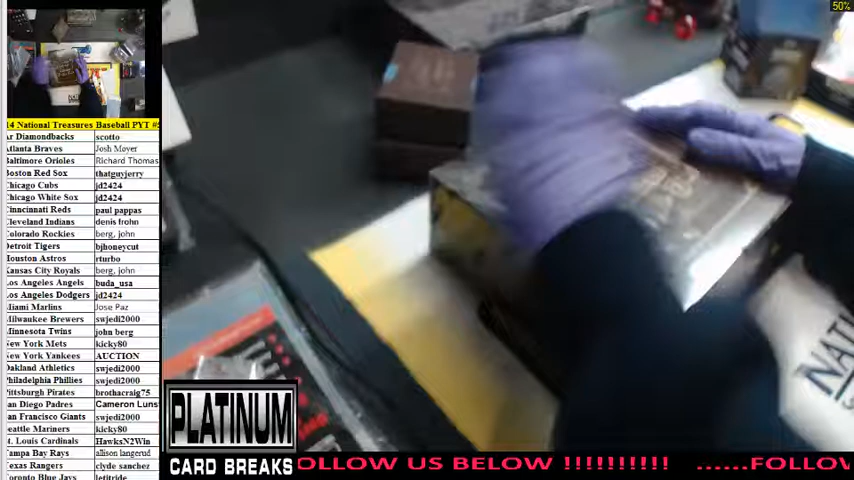 50%
14 National Treasures Baseball PYT #
Ar Diamondbacks scotto
Atlanta Braves Josh Moyer
Baltimore Orioles Richard Thomas
Boston Red Sox thatguyjerry
Chicago Cubs jd2424
Chicago White Sox jd2424
Cincinnati Reds paul pappas
Cleveland Indians denis frohn
Colorado Rockies berg, john
Detroit Tigers bjhoneycut
Houston Astros rturbo
Kansas City Royals berg, john
Los Angeles Angels buda_usa
Los Angeles Dodgers jd2424
Miami Marlins Jose Paz
Milwaukee Brewers swjedi2000
Minnesota Twins john berg
New York Mets kicky80
New York Yankees AUCTION
Oakland Athletics swjedi2000
Philadelphia Phillies swjedi2000
Pittsburgh Pirates brothacraig75
San Diego Padres Cameron Luns
San Francisco Giants swjedi2000
Seattle Mariners kicky80
St. Louis Cardinals HawksN2Win
Tampa Bay Rays allison langerud
Texas Rangers clyde sanchez
Toronto Blue Jays letitride
PLATINUM
CARD BREAKS
OLLOW US BELOW !!!!!!!!!! ......FOLLOV
NATI